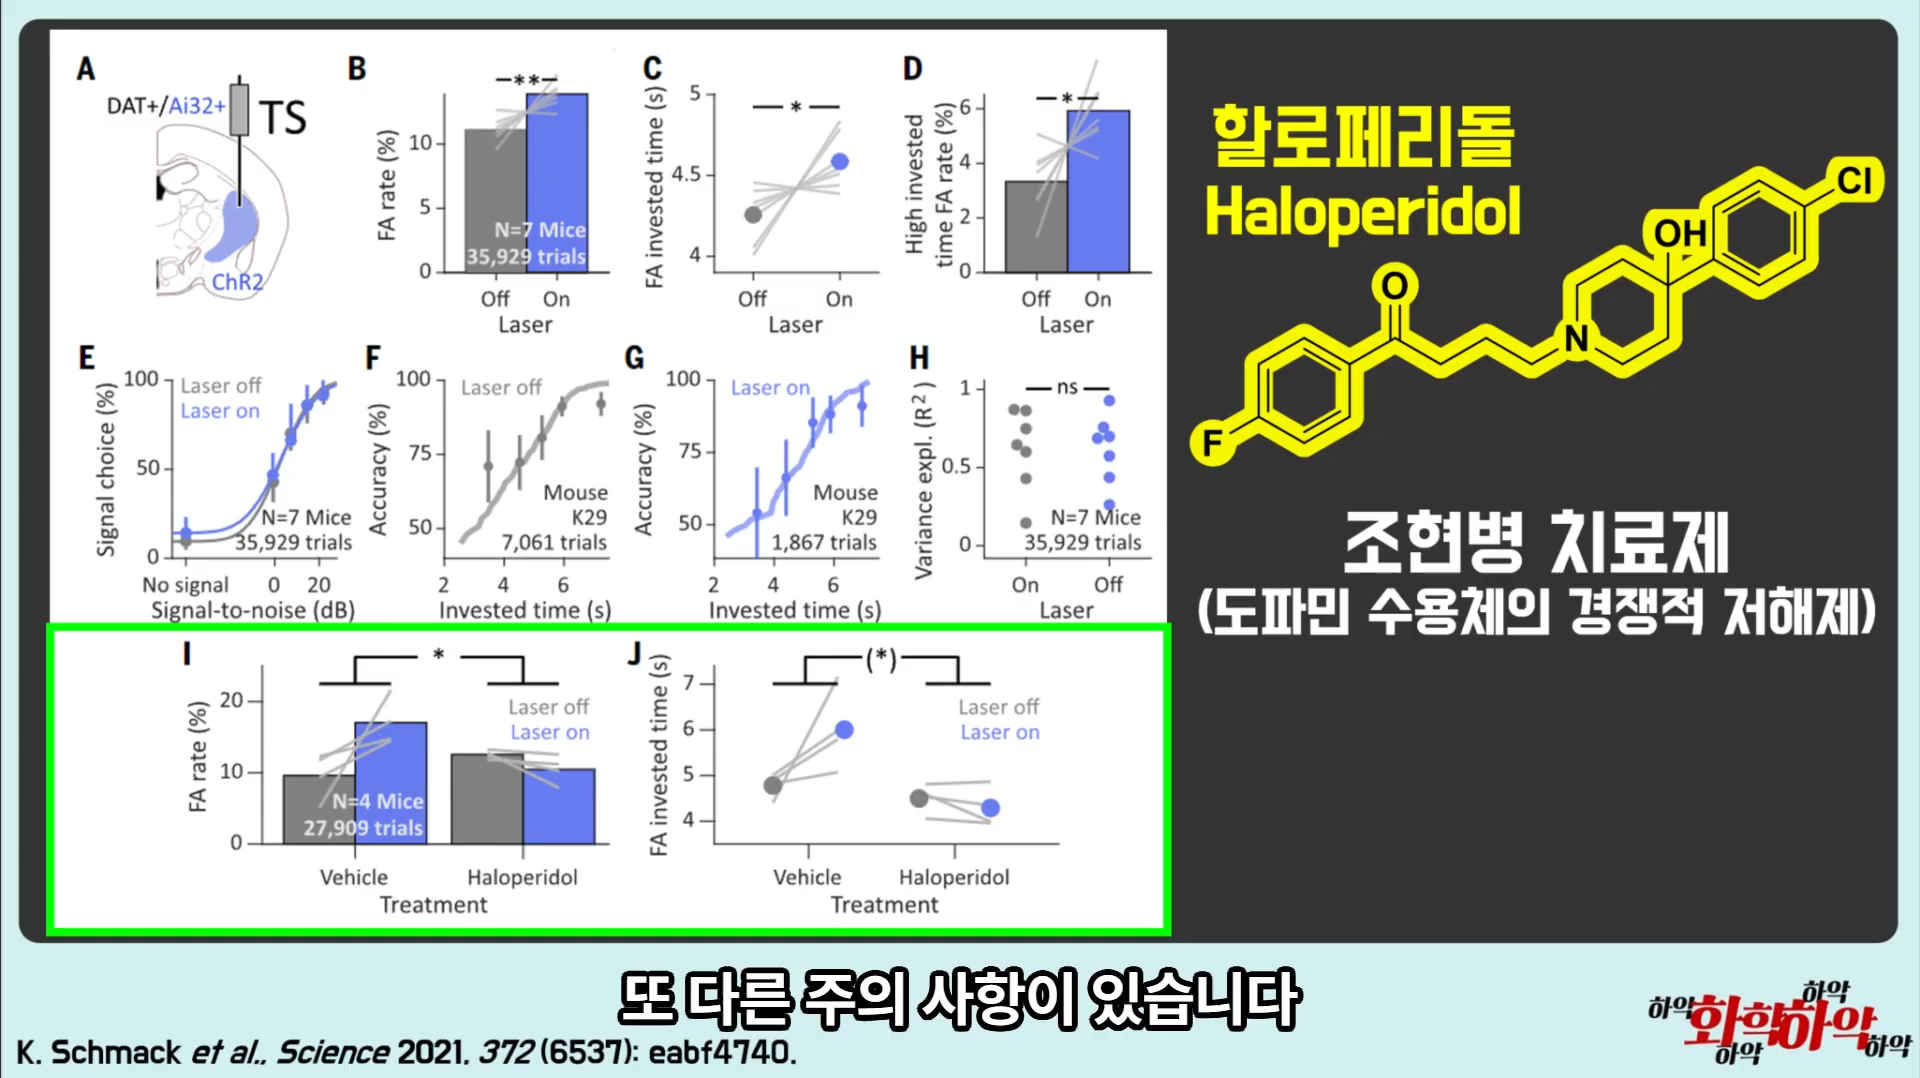 A
DAT+/Ai32+
TS
ChR2
B
**
FA rate (%)
10
5
0
N=7 Mice
35,929 trials
Off
On
Laser
C
*
FA invested time (s)
5
4.5
4
Off
On
Laser
D
*
High invested
time FA rate (%)
6
4
2
0
Off
On
Laser
E
Signal choice (%)
100
50
0
Laser off
Laser on
N=7 Mice
35,929 trials
No signal
0
20
Signal-to-noise (dB)
F
Accuracy (%)
100
75
50
Laser off
Mouse
K29
7,061 trials
2
4
6
Invested time (s)
G
Accuracy (%)
100
75
50
Laser on
Mouse
K29
1,867 trials
2
4
6
Invested time (s)
H
Variance expl. (R²)
1
0.5
0
ns
N=7 Mice
35,929 trials
On
Off
Laser
I
*
FA rate (%)
20
10
0
Laser off
Laser on
N=4 Mice
27,909 trials
Vehicle
Haloperidol
Treatment
J
(*)
FA invested time (s)
7
6
5
4
Laser off
Laser on
Vehicle
Haloperidol
Treatment
할로페리돌
Haloperidol
Cl
OH
O
N
F
조현병 치료제
(도파민 수용체의 경쟁적 저해제)
또 다른 주의 사항이 있습니다
K. Schmack et al., Science 2021, 372 (6537): eabf4740.
하악
화학하악
하악
하악
하악